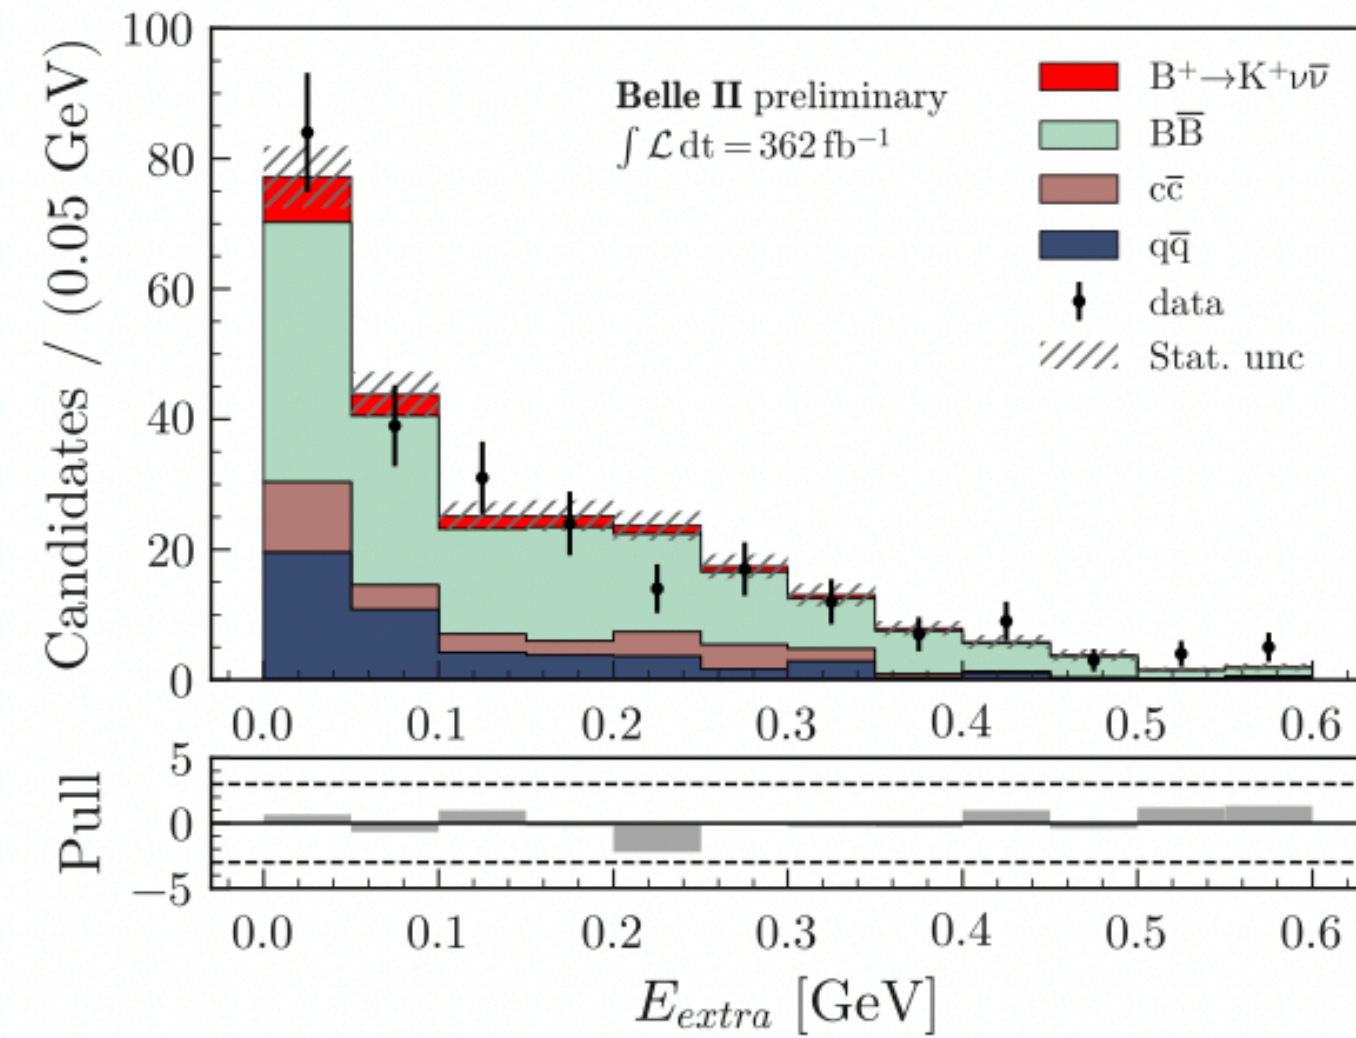 Candidates / (0.05 GeV)
100
80
60
40
20
0
Belle II preliminary
∫ ℒ dt = 362 fb⁻¹
B⁺→K⁺νν̅
BB̅
cc̅
qq̅
data
Stat. unc
0.0 0.1 0.2 0.3 0.4 0.5 0.6
Pull
5
0
−5
0.0 0.1 0.2 0.3 0.4 0.5 0.6
E_extra [GeV]